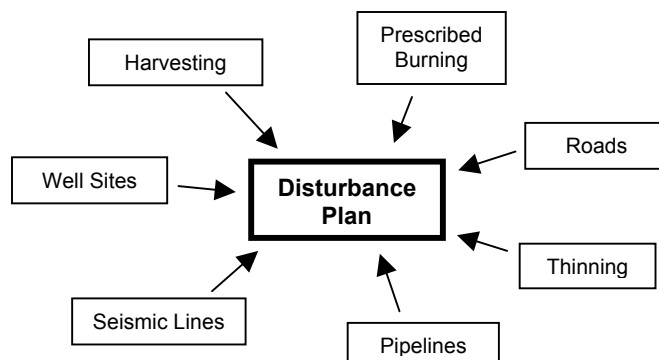 Prescribed
Burning
Harvesting
Roads
Well Sites
Disturbance
Plan
Thinning
Seismic Lines
Pipelines